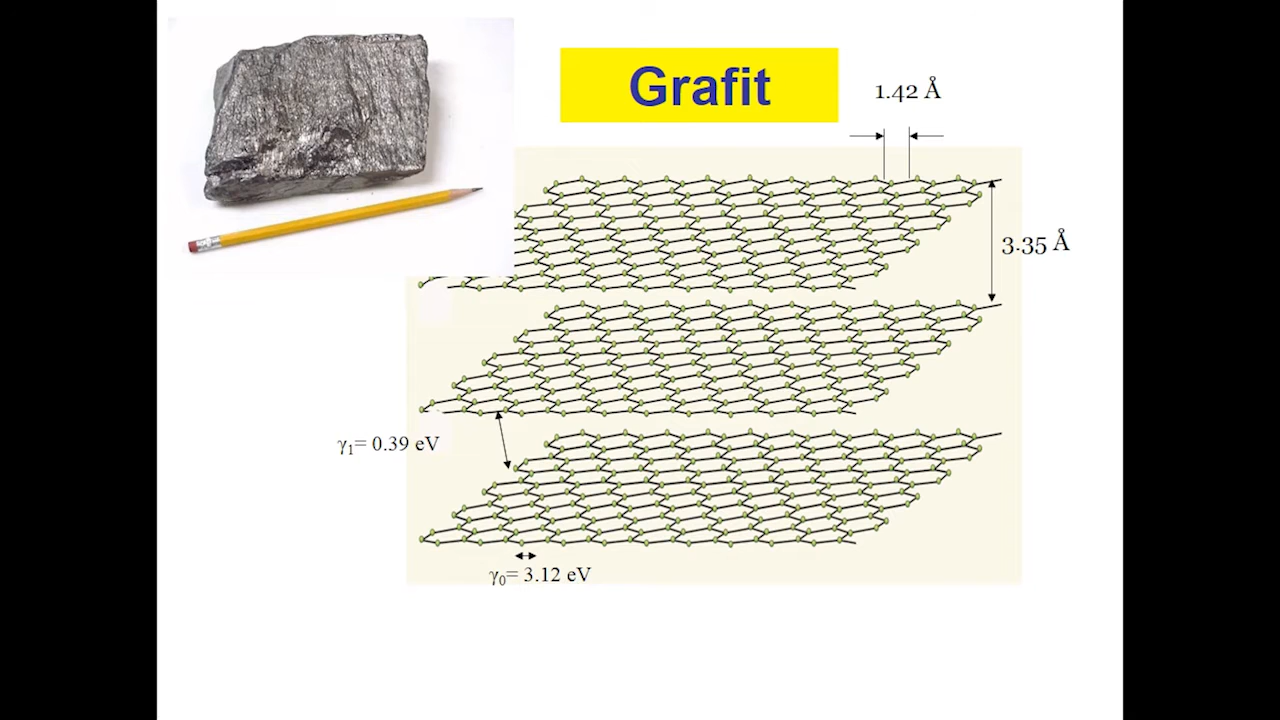 Grafit
1.42 Å
3.35 Å
γ₁= 0.39 eV
γ₀= 3.12 eV